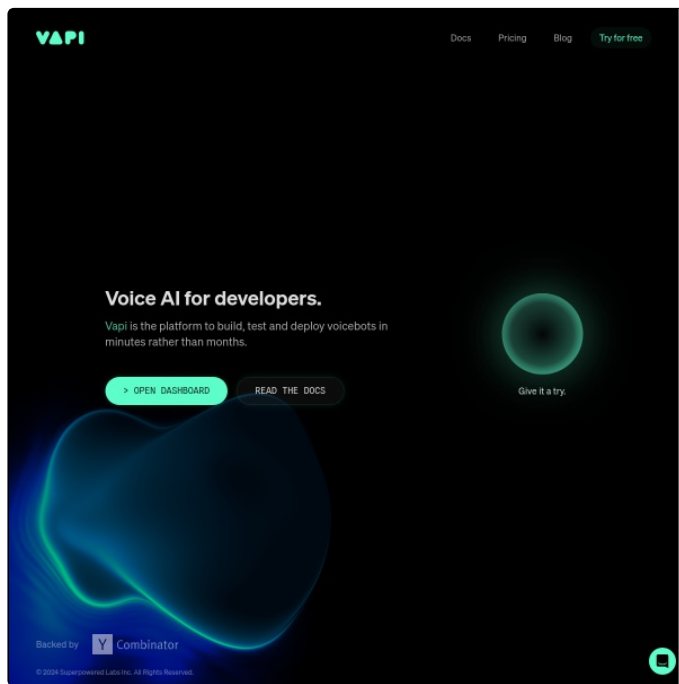 VAPI
Docs Pricing Blog Try for free
Voice AI for developers.
Vapi is the platform to build, test and deploy voicebots in
minutes rather than months.
> OPEN DASHBOARD READ THE DOCS
Give it a try.
Backed by Y Combinator
© 2024 Superpowered Labs Inc. All Rights Reserved.